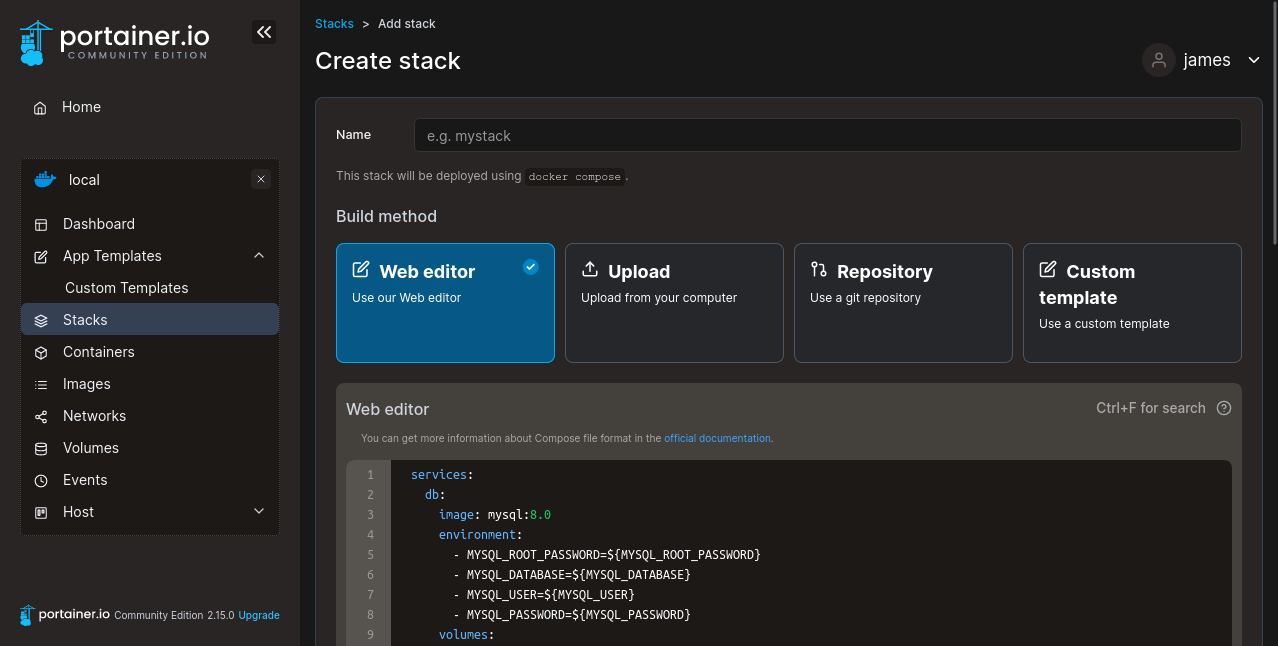 portainer.io
COMMUNITY EDITION
Home
local
Dashboard
App Templates
Custom Templates
Stacks
Containers
Images
Networks
Volumes
Events
Host
portainer.io Community Edition 2.15.0 Upgrade
Stacks > Add stack
Create stack
james
Name
e.g. mystack
This stack will be deployed using docker compose.
Build method
Web editor
Use our Web editor
Upload
Upload from your computer
Repository
Use a git repository
Custom
template
Use a custom template
Web editor
Ctrl+F for search
You can get more information about Compose file format in the official documentation.
1 services:
2   db:
3     image: mysql:8.0
4     environment:
5       - MYSQL_ROOT_PASSWORD=${MYSQL_ROOT_PASSWORD}
6       - MYSQL_DATABASE=${MYSQL_DATABASE}
7       - MYSQL_USER=${MYSQL_USER}
8       - MYSQL_PASSWORD=${MYSQL_PASSWORD}
9     volumes: